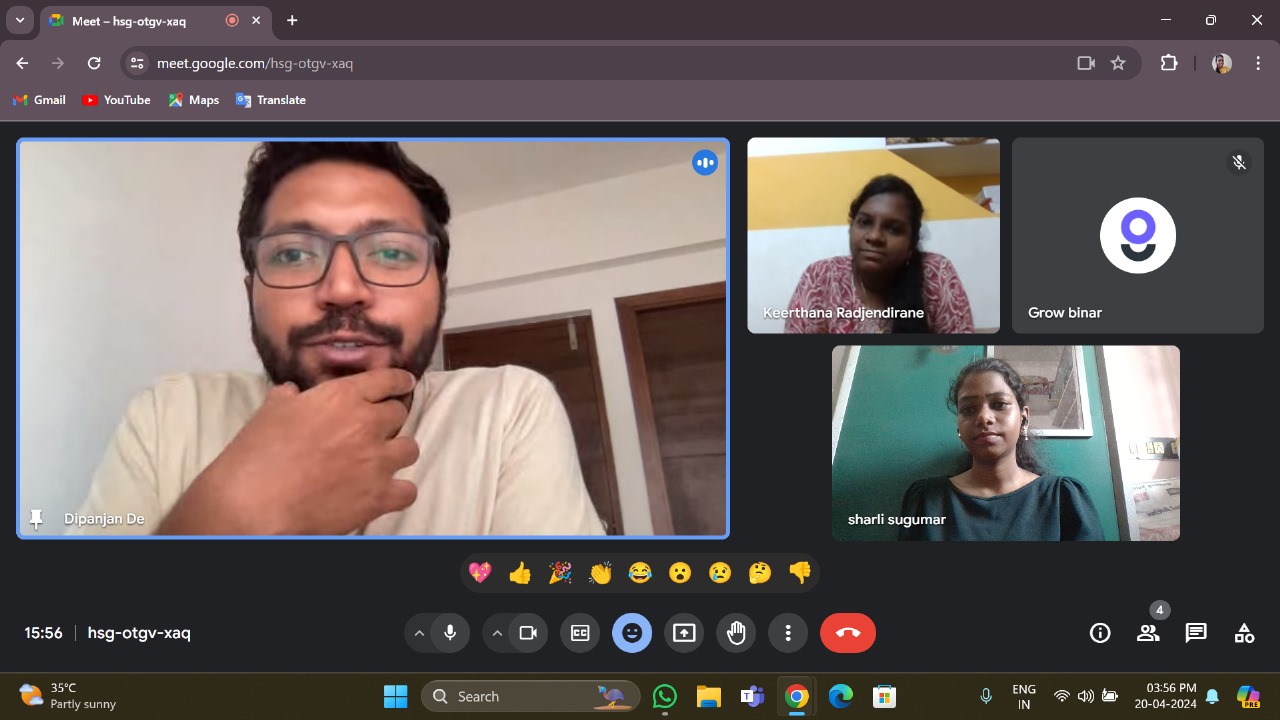 Meet – hsg-otgv-xaq
meet.google.com/hsg-otgv-xaq
Gmail
YouTube
Maps
Translate
Dipanjan De
Keerthana Radjendirane
Grow binar
sharli sugumar
15:56
hsg-otgv-xaq
CC
4
35°C
Partly sunny
Search
ENG
IN
03:56 PM
20-04-2024
PRE